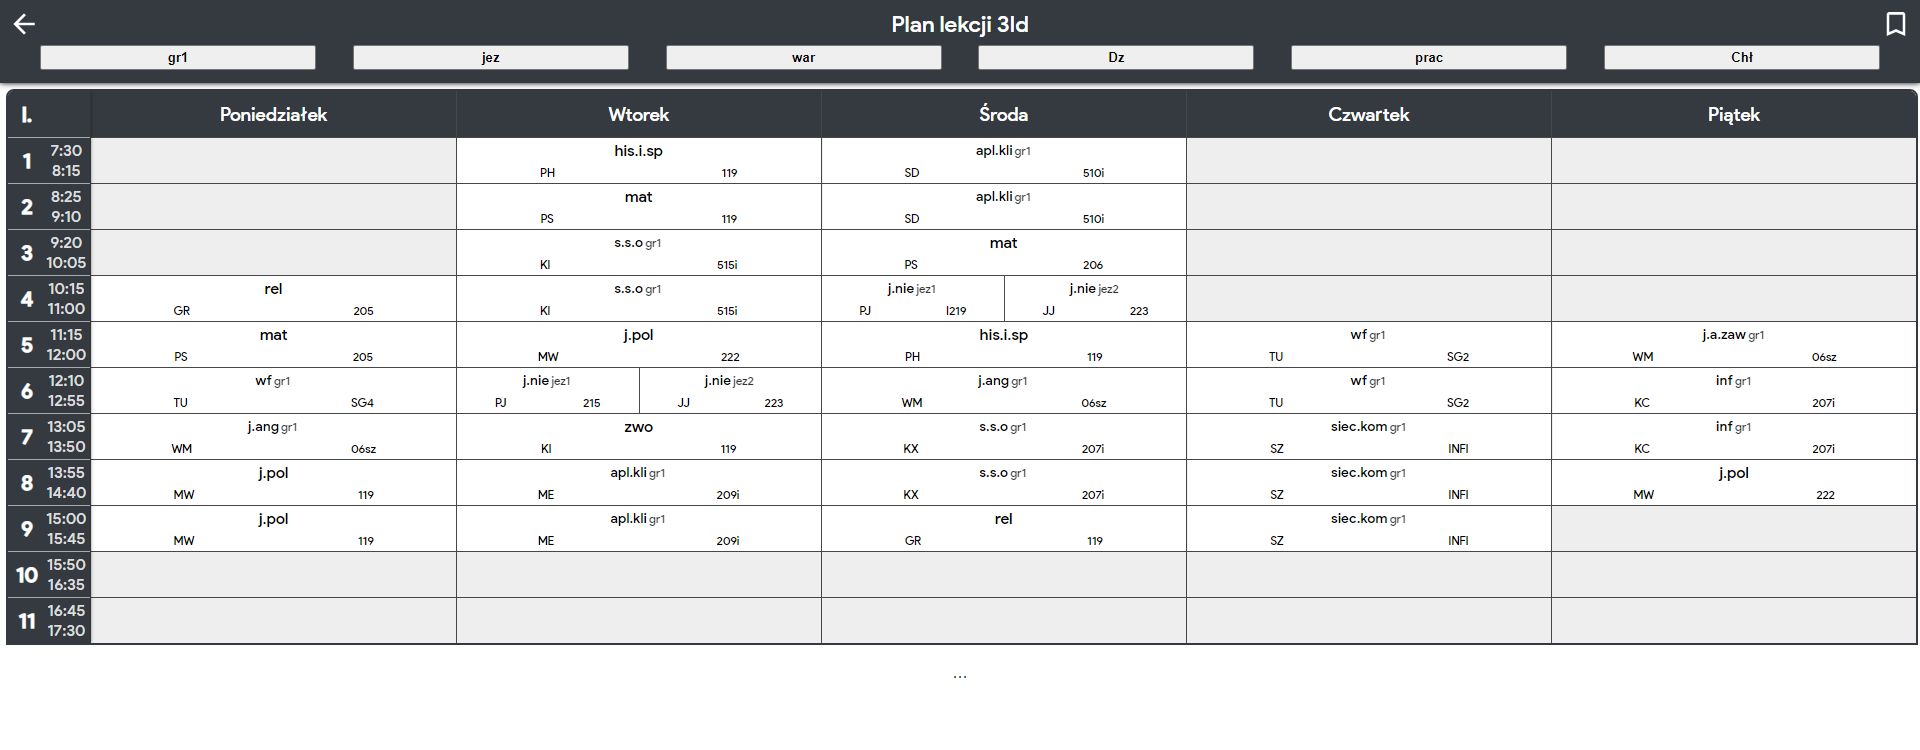 Plan lekcji 3Id
gr1 jez war Dz prac Chł
l. Poniedziałek Wtorek Środa Czwartek Piątek
1 7:30 8:15 his.i.sp PH 119 apl.kli gr1 SD 510i
2 8:25 9:10 mat PS 119 apl.kli gr1 SD 510i
3 9:20 10:05 s.s.o gr1 KI 515i mat PS 206
4 10:15 11:00 rel GR 205 s.s.o gr1 KI 515i j.nie jez1 PJ I219 j.nie jez2 JJ 223
5 11:15 12:00 mat PS 205 j.pol MW 222 his.i.sp PH 119 wf gr1 TU SG2 j.a.zaw gr1 WM 06sz
6 12:10 12:55 wf gr1 TU SG4 j.nie jez1 PJ 215 j.nie jez2 JJ 223 j.ang gr1 WM 06sz wf gr1 TU SG2 inf gr1 KC 207i
7 13:05 13:50 j.ang gr1 WM 06sz zwo KI 119 s.s.o gr1 KX 207i siec.kom gr1 SZ INFI inf gr1 KC 207i
8 13:55 14:40 j.pol MW 119 apl.kli gr1 ME 209i s.s.o gr1 KX 207i siec.kom gr1 SZ INFI j.pol MW 222
9 15:00 15:45 j.pol MW 119 apl.kli gr1 ME 209i rel GR 119 siec.kom gr1 SZ INFI
10 15:50 16:35
11 16:45 17:30
...